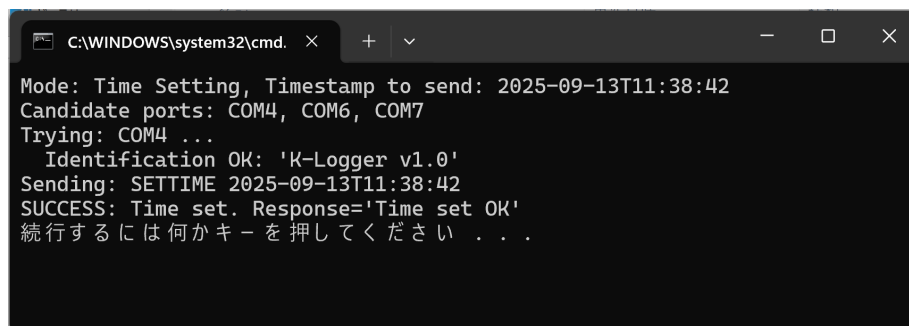 C:\WINDOWS\system32\cmd.
Mode: Time Setting, Timestamp to send: 2025-09-13T11:38:42
Candidate ports: COM4, COM6, COM7
Trying: COM4 ...
  Identification OK: 'K-Logger v1.0'
Sending: SETTIME 2025-09-13T11:38:42
SUCCESS: Time set. Response='Time set OK'
続行するには何かキーを押してください . . .